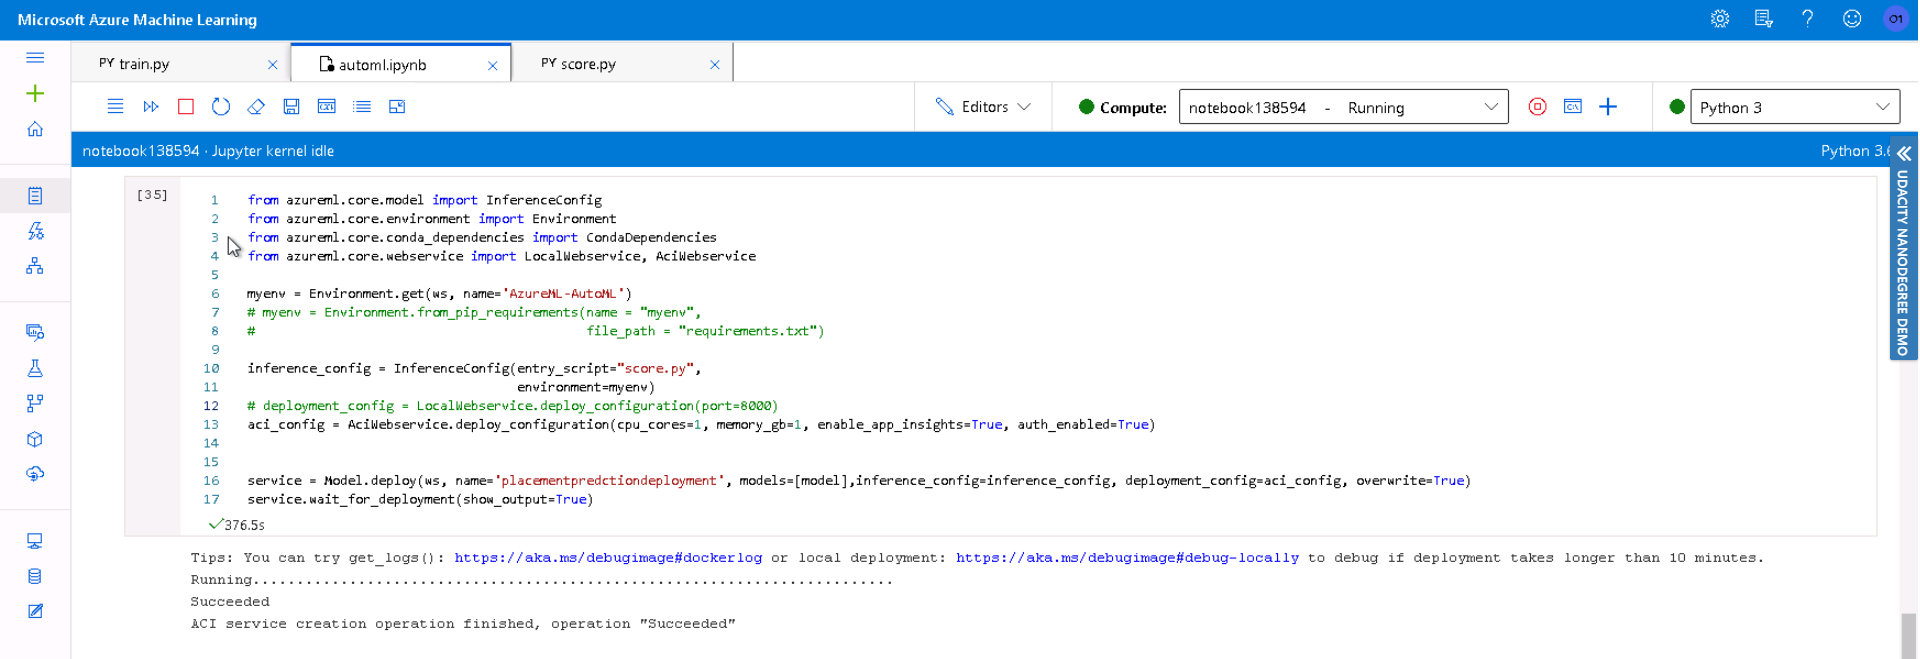 Microsoft Azure Machine Learning
01
PY train.py
automl.ipynb
PY score.py
Editors
Compute: notebook138594 - Running
Python 3
notebook138594 · Jupyter kernel idle
Python 3.6
UDACITY NANODEGREE DEMO
[35]
1 from azureml.core.model import InferenceConfig
2 from azureml.core.environment import Environment
3 from azureml.core.conda_dependencies import CondaDependencies
4 from azureml.core.webservice import LocalWebservice, AciWebservice
5
6 myenv = Environment.get(ws, name='AzureML-AutoML')
7 # myenv = Environment.from_pip_requirements(name = "myenv",
8 # file_path = "requirements.txt")
9
10 inference_config = InferenceConfig(entry_script="score.py",
11 environment=myenv)
12 # deployment_config = LocalWebservice.deploy_configuration(port=8000)
13 aci_config = AciWebservice.deploy_configuration(cpu_cores=1, memory_gb=1, enable_app_insights=True, auth_enabled=True)
14
15
16 service = Model.deploy(ws, name='placementpredctiondeployment', models=[model],inference_config=inference_config, deployment_config=aci_config, overwrite=True)
17 service.wait_for_deployment(show_output=True)
376.5s
Tips: You can try get_logs(): https://aka.ms/debugimage#dockerlog or local deployment: https://aka.ms/debugimage#debug-locally to debug if deployment takes longer than 10 minutes.
Running.........................................................................
Succeeded
ACI service creation operation finished, operation "Succeeded"